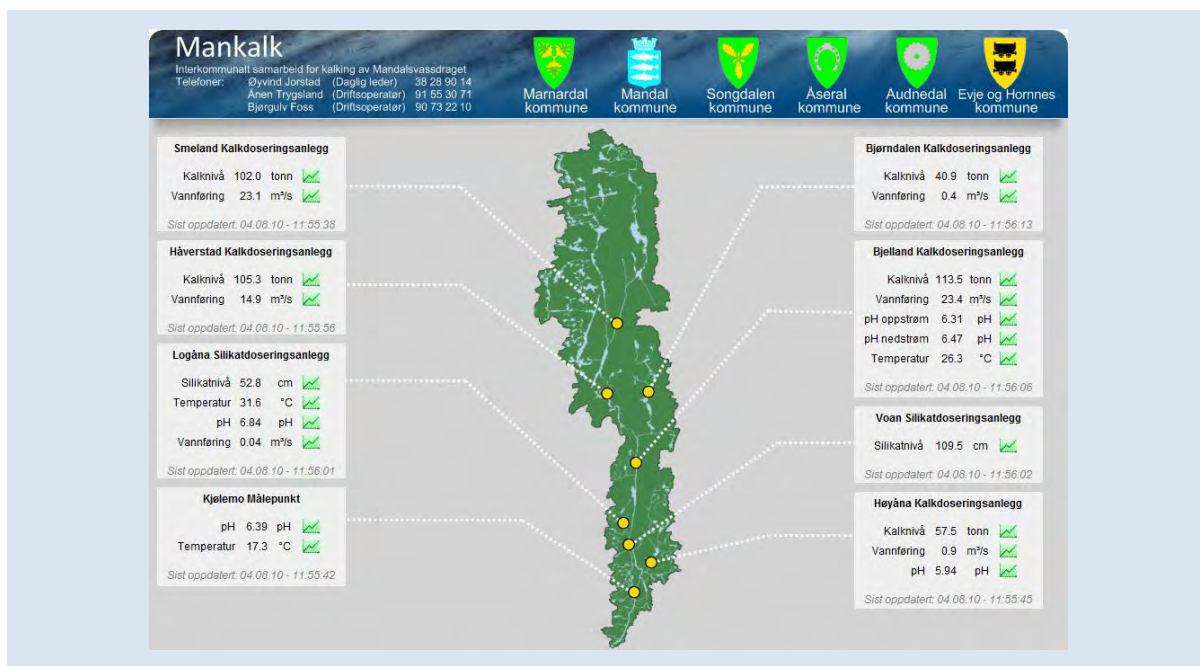 Mankalk
Interkommunalt samarbeid for kalking av Mandalsvassdraget
Telefoner: Øyvind Jorstad (Daglig leder) 38 28 90 14
Ånen Trygsland (Driftsoperatør) 91 55 30 71
Bjørgulv Foss (Driftsoperatør) 90 73 22 10
Marnardal kommune
Mandal kommune
Songdalen kommune
Åseral kommune
Audnedal kommune
Evje og Hornnes kommune
Smeland Kalkdoseringsanlegg
Kalknivå 102.0 tonn
Vannføring 23.1 m³/s
Sist oppdatert: 04.08.10 - 11:55:38
Håverstad Kalkdoseringsanlegg
Kalknivå 105.3 tonn
Vannføring 14.9 m³/s
Sist oppdatert: 04.08.10 - 11:55:56
Logåna Silikatdoseringsanlegg
Silikatnivå 52.8 cm
Temperatur 31.6 °C
pH 6.84 pH
Vannføring 0.04 m³/s
Sist oppdatert: 04.08.10 - 11:56:01
Kjølemo Målepunkt
pH 6.39 pH
Temperatur 17.3 °C
Sist oppdatert: 04.08.10 - 11:55:42
Bjørndalen Kalkdoseringsanlegg
Kalknivå 40.9 tonn
Vannføring 0.4 m³/s
Sist oppdatert: 04.08.10 - 11:56:13
Bjelland Kalkdoseringsanlegg
Kalknivå 113.5 tonn
Vannføring 23.4 m³/s
pH oppstrøm 6.31 pH
pH nedstrøm 6.47 pH
Temperatur 26.3 °C
Sist oppdatert: 04.08.10 - 11:56:06
Voan Silikatdoseringsanlegg
Silikatnivå 109.5 cm
Sist oppdatert: 04.08.10 - 11:56:02
Høyåna Kalkdoseringsanlegg
Kalknivå 57.5 tonn
Vannføring 0.9 m³/s
pH 5.94 pH
Sist oppdatert: 04.08.10 - 11:55:45